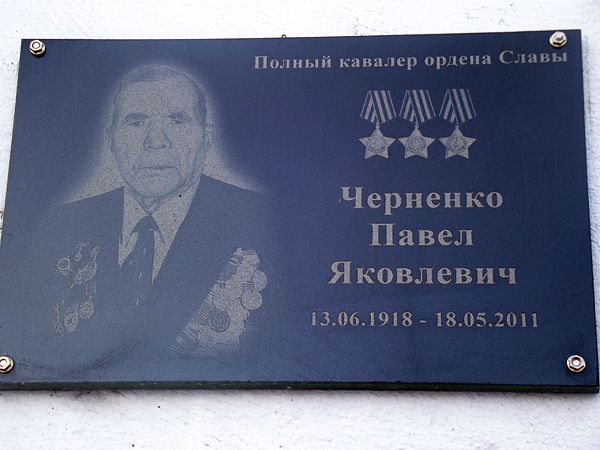 Полный кавалер ордена Славы
Черненко
Павел
Яковлевич
13.06.1918 - 18.05.2011